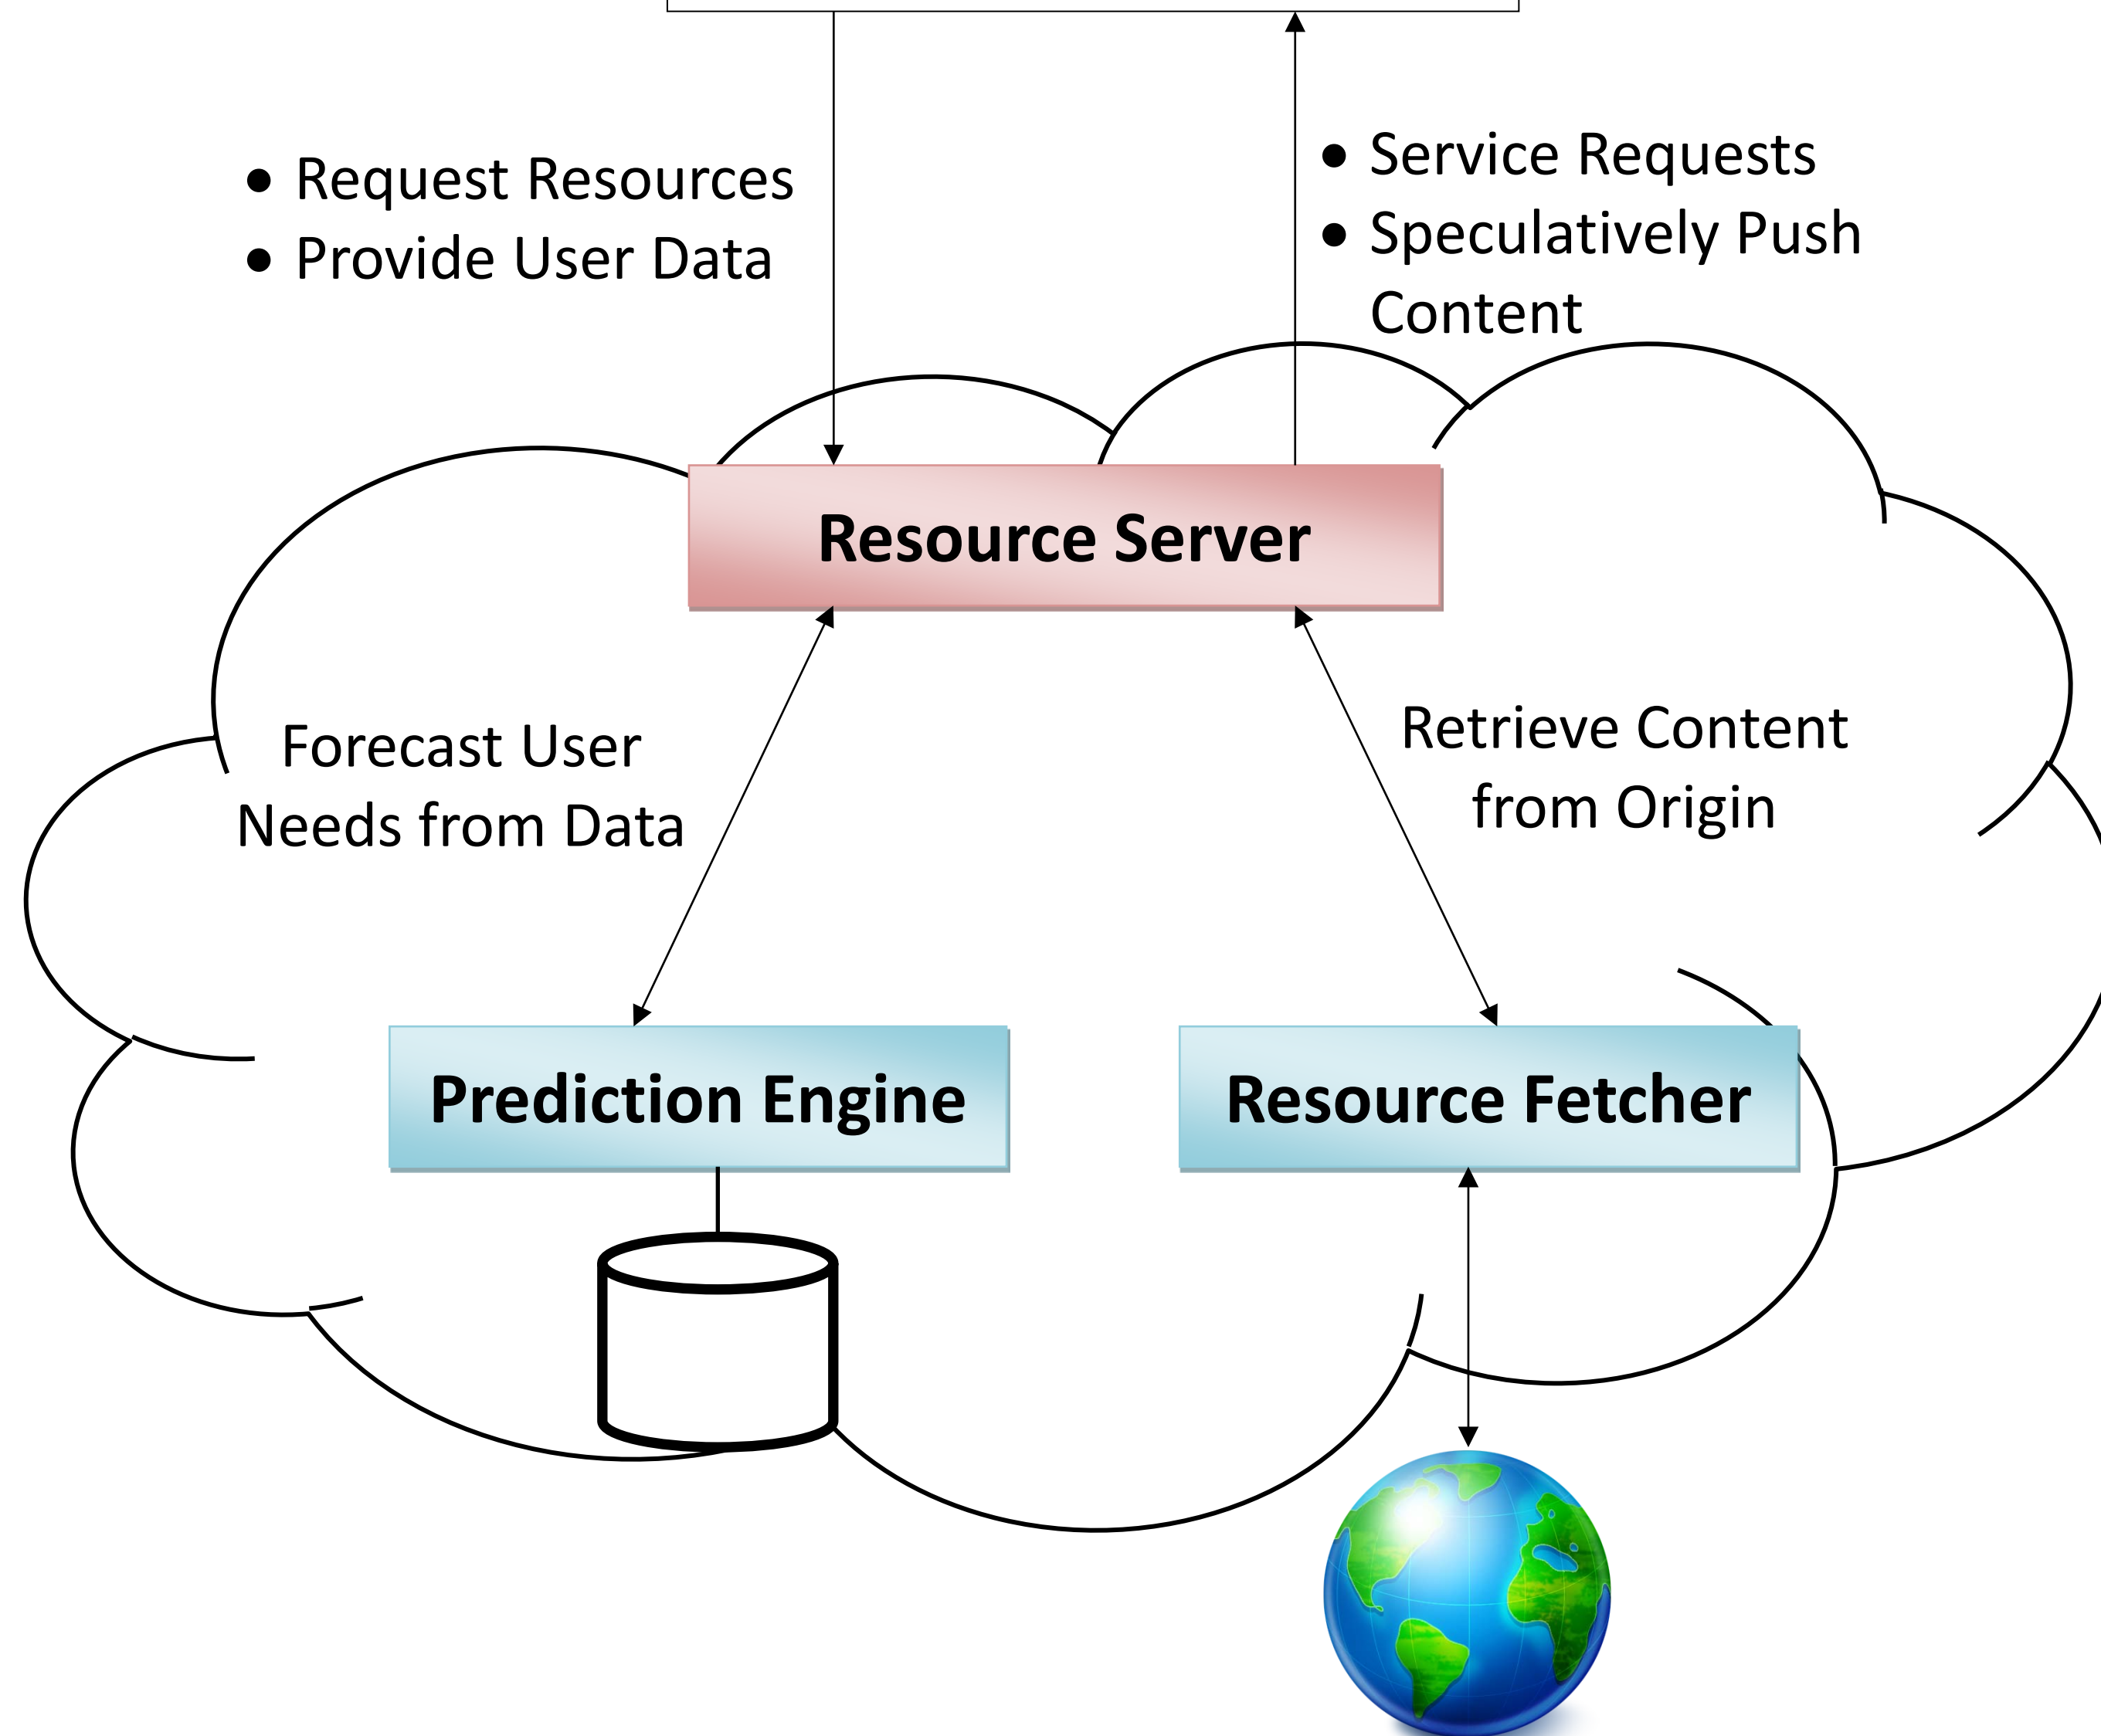 ● Request Resources
● Provide User Data
● Service Requests
● Speculatively Push
Content
Resource Server
Forecast User
Needs from Data
Retrieve Content
from Origin
Prediction Engine
Resource Fetcher